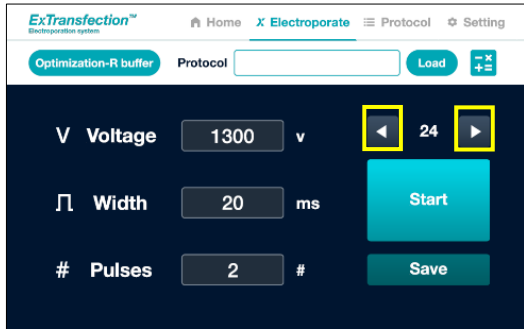 ExTransfection™ Home X Electroporate Protocol Setting
Electroporation system
Optimization-R buffer Protocol Load
V Voltage 1300 v 24
Width 20 ms Start
# Pulses 2 # Save